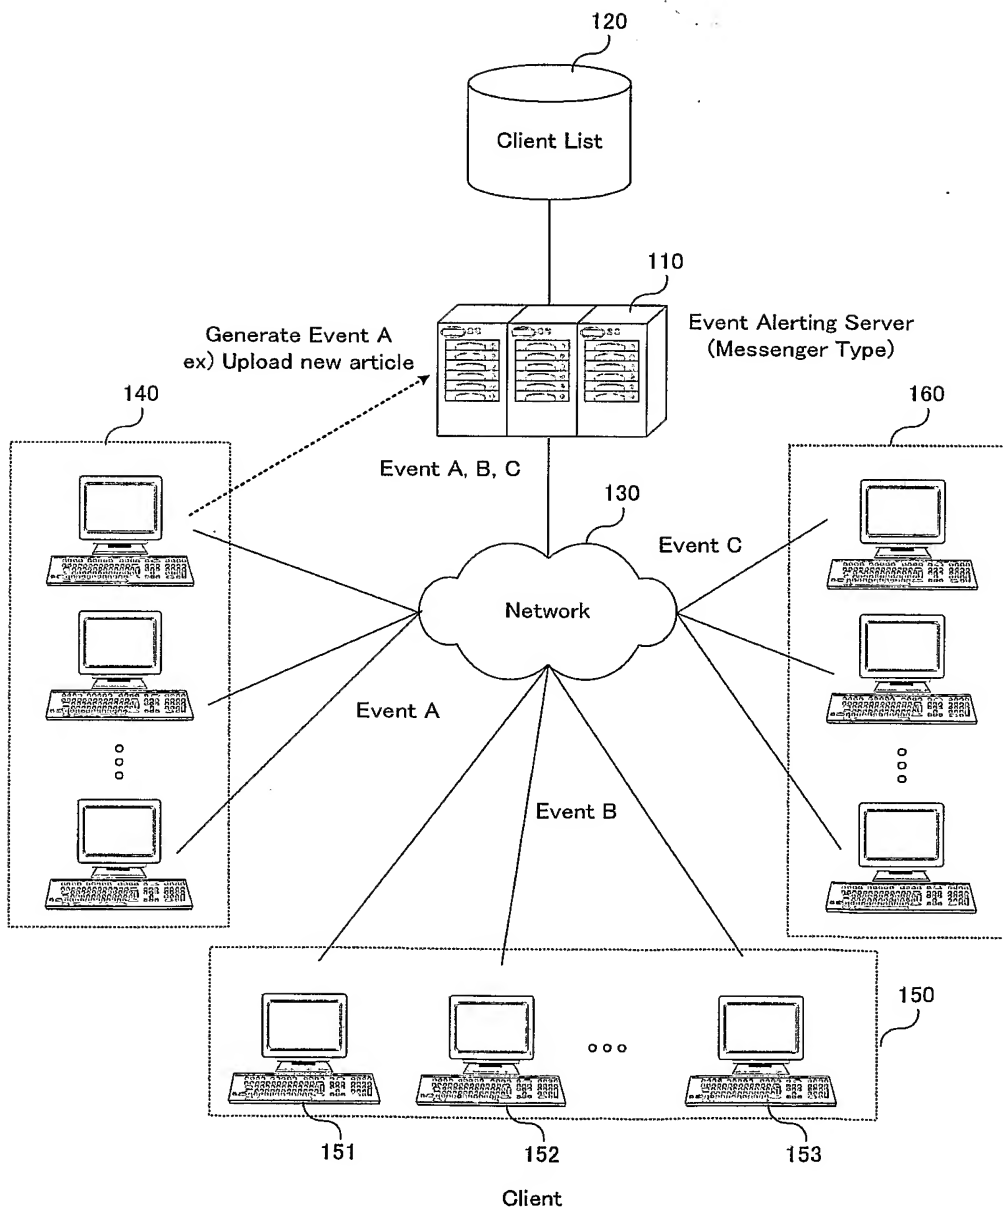 120
Client List
110
Generate Event A
ex) Upload new article
Event Alerting Server
(Messenger Type)
140
160
Event A, B, C
130
Event C
Network
Event A
Event B
150
151
152
153
Client